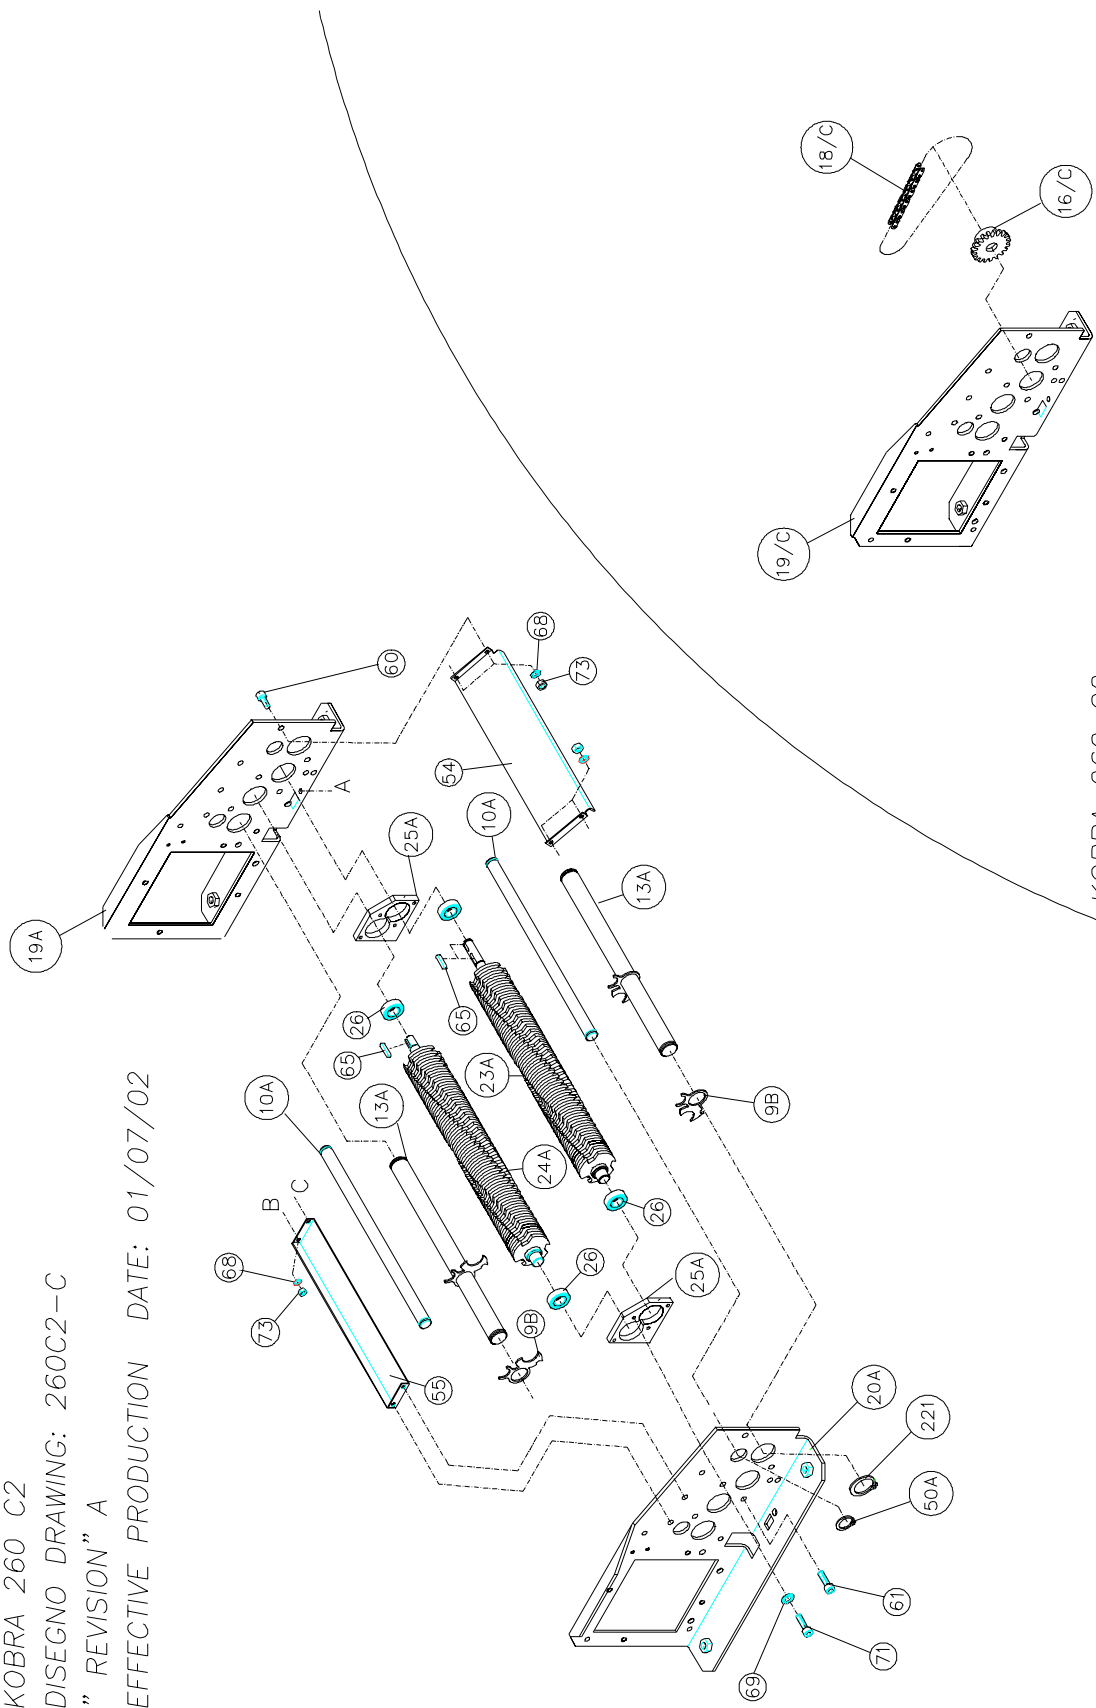 KOBRA 260 C2
DISEGNO DRAWING: 260C2-C
" REVISION" A
EFFECTIVE PRODUCTION DATE: 01/07/02
19A
60
A
25A
10A
54
68
73
13A
26
65
65
23A
13A
10A
24A
9B
B
C
68
73
55
26
26
25A
9B
20A
221
50A
61
71
69
18/C
16/C
19/C